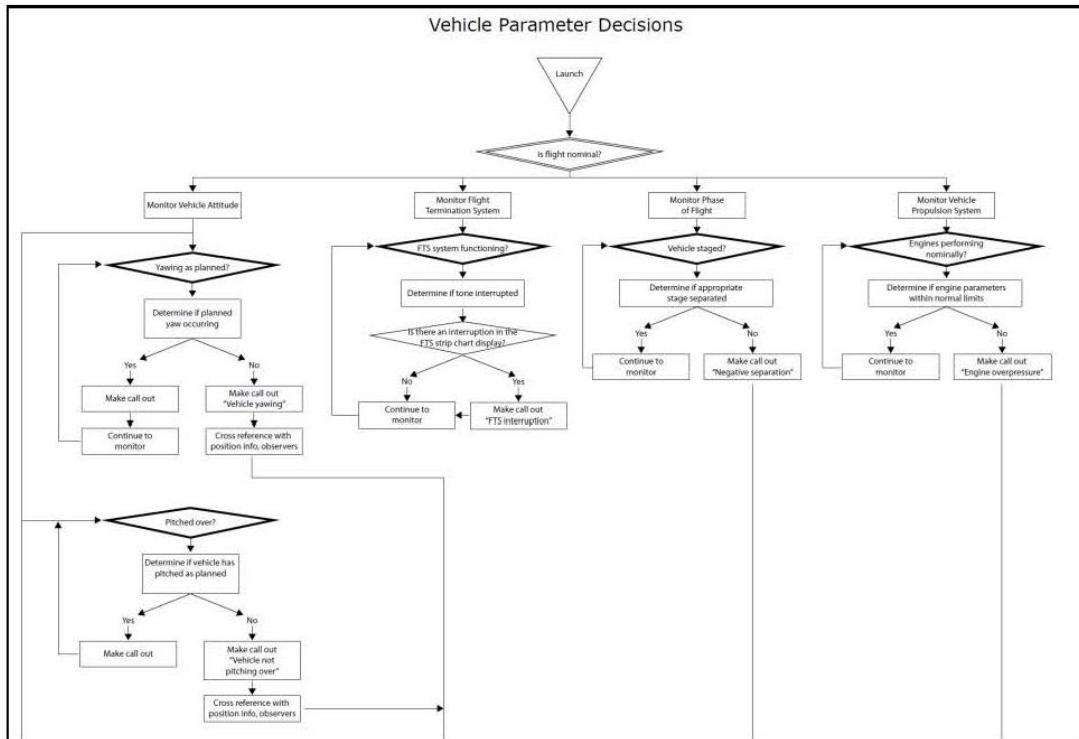 Vehicle Parameter Decisions
Launch
Is flight nominal?
Monitor Vehicle Attitude
Monitor Flight
Termination System
Monitor Phase
of Flight
Monitor Vehicle
Propulsion System
Yawing as planned?
FTS system functioning?
Vehicle staged?
Engines performing
nominally?
Determine if planned
yaw occurring
Determine if tone interrupted
Determine if appropriate
stage separated
Determine if engine parameters
within normal limits
Is there an interruption in the
FTS strip chart display?
Yes
No
Yes
No
Continue to
monitor
Make call out
"Negative separation"
Continue to
monitor
Make call out
"Engine overpressure"
Yes
No
No
Yes
Make call out
Make call out
"Vehicle yawing"
Continue to
monitor
Make call out
"FTS interruption"
Continue to
monitor
Cross reference with
position info, observers
Pitched over?
Determine if vehicle has
pitched as planned
Yes
No
Make call out
Make call out
"Vehicle not
pitching over"
Cross reference with
position info, observers